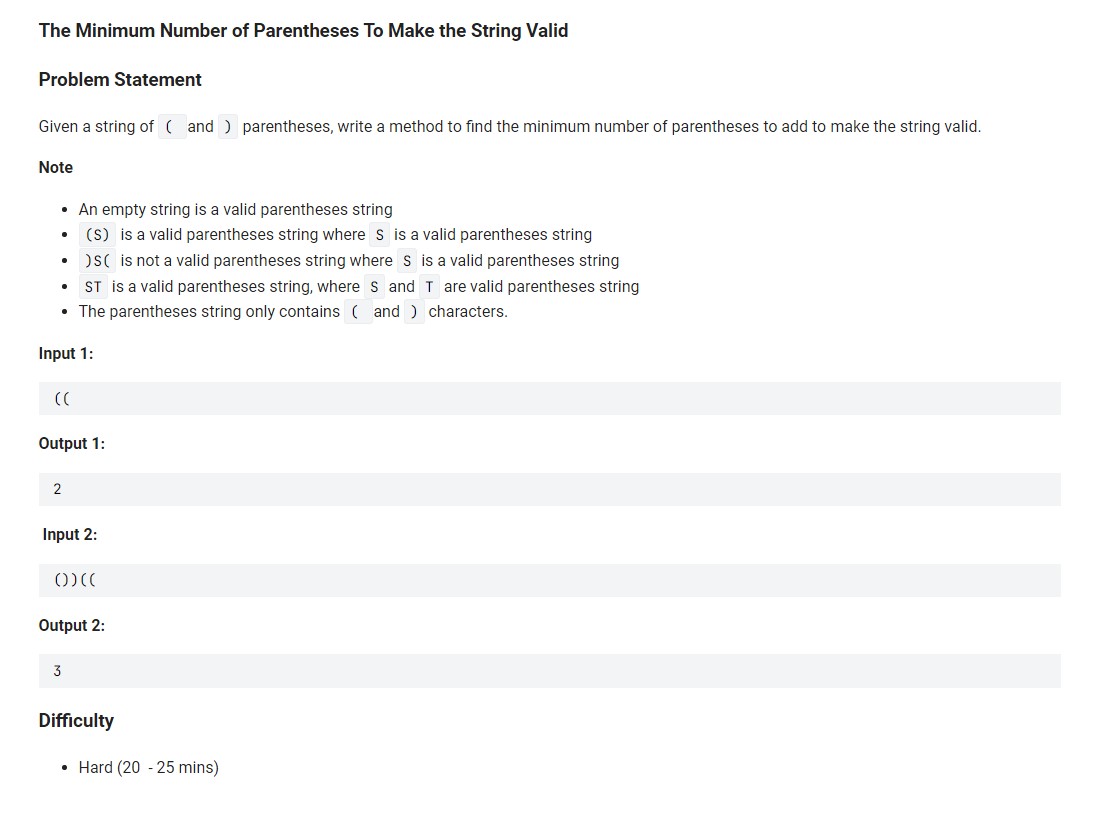 The Minimum Number of Parentheses To Make the String Valid
Problem Statement
Given a string of ( and ) parentheses, write a method to find the minimum number of parentheses to add to make the string valid.
Note
• An empty string is a valid parentheses string
• (S) is a valid parentheses string where S is a valid parentheses string
• )S( is not a valid parentheses string where S is a valid parentheses string
• ST is a valid parentheses string, where S and T are valid parentheses string
• The parentheses string only contains ( and ) characters.
Input 1:
((
Output 1:
2
Input 2:
())((
Output 2:
3
Difficulty
• Hard (20 - 25 mins)